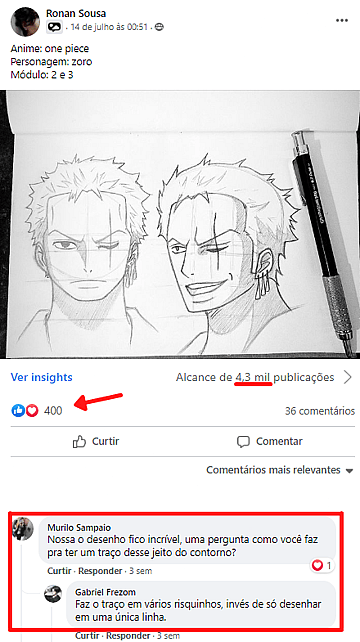 Ronan Sousa
· 14 de julho às 00:51 ·
Anime: one piece
Personagem: zoro
Módulo: 2 e 3
Ver insights
Alcance de 4,3 mil publicações
400
36 comentários
Curtir
Comentar
Comentários mais relevantes
Murilo Sampaio
Nossa o desenho fico incrível, uma pergunta como você faz
pra ter um traço desse jeito do contorno?
1
Curtir · Responder · 3 sem
Gabriel Frezom
Faz o traço em vários risquinhos, invés de só desenhar
em uma única linha.
Curtir · Responder · 3 sem